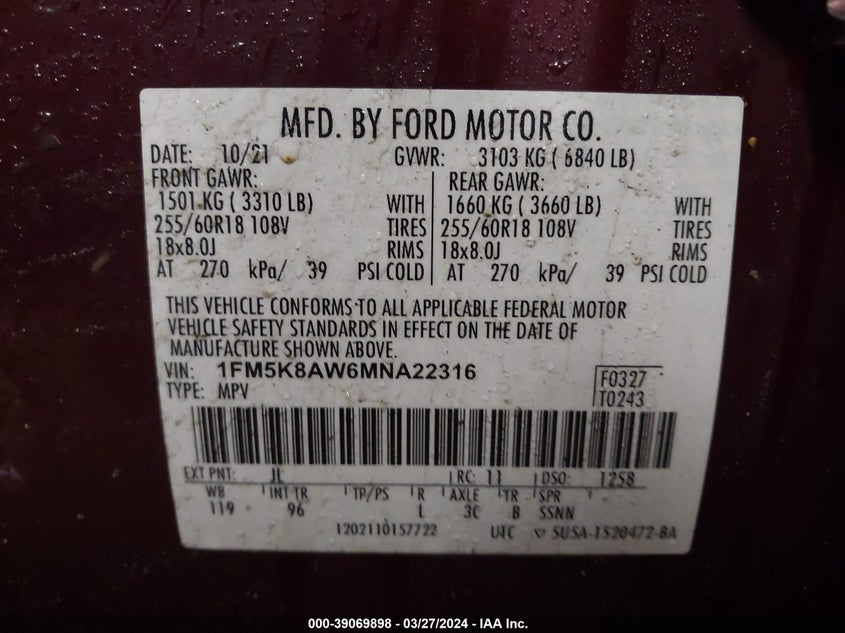 MFD. BY FORD MOTOR CO.
DATE: 10/21 GVWR: 3103 KG ( 6840 LB)
FRONT GAWR: REAR GAWR:
1501 KG ( 3310 LB) WITH 1660 KG ( 3660 LB) WITH
255/60R18 108V TIRES 255/60R18 108V TIRES
18x8.0J RIMS 18x8.0J RIMS
AT 270 kPa/ 39 PSI COLD AT 270 kPa/ 39 PSI COLD
THIS VEHICLE CONFORMS TO ALL APPLICABLE FEDERAL MOTOR
VEHICLE SAFETY STANDARDS IN EFFECT ON THE DATE OF
MANUFACTURE SHOWN ABOVE.
VIN: 1FM5K8AW6MNA22316 F0327
TYPE: MPV T0243
EXT PNT: JL RC: 11 DSO: 1258
WB INT TR TP/PS R AXLE TR SPR
119 96 L 3C B SSNN
1202110157722 UTC ▽ 5U5A-1520472-BA
000-39069898 - 03/27/2024 - IAA Inc.